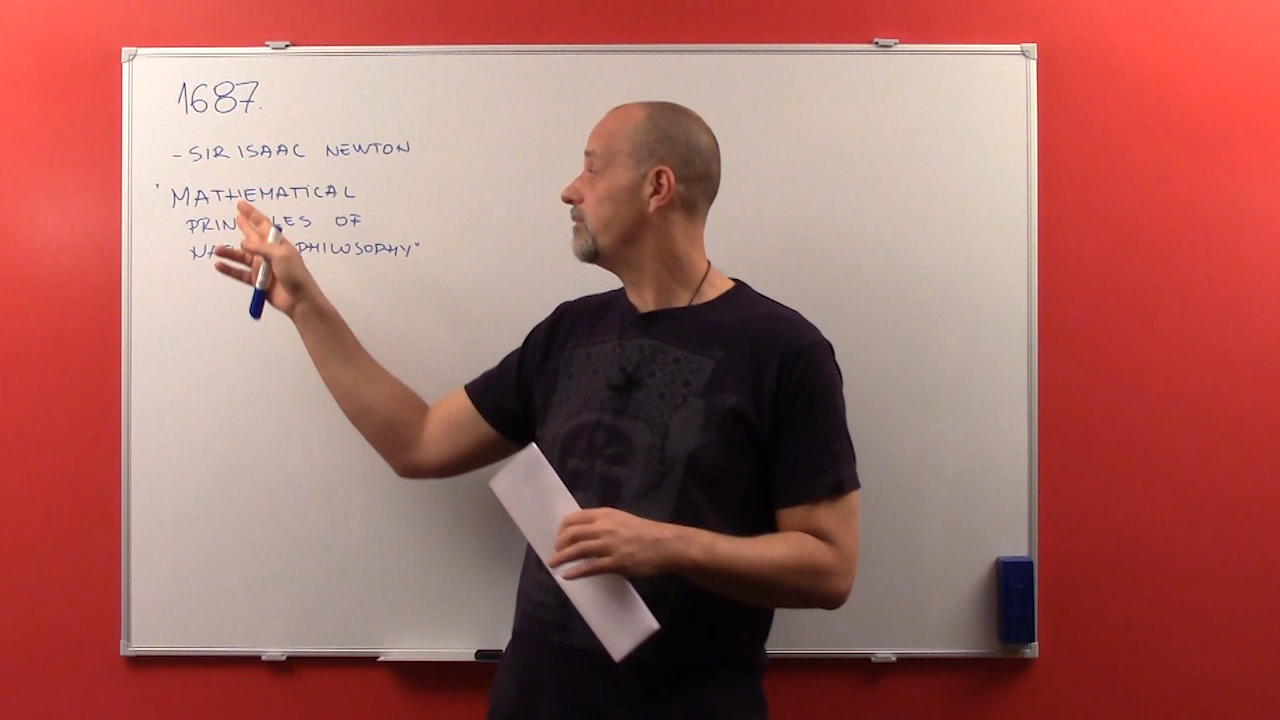 1687.
- SIR ISAAC NEWTON
"MATHEMATICAL
OF
PHILOSOPHY"